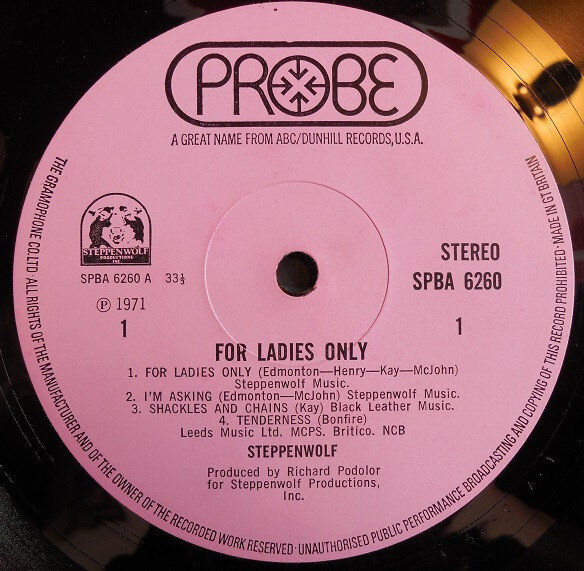 PROBE
A GREAT NAME FROM ABC/DUNHILL RECORDS, U.S.A.
THE GRAMOPHONE CO. LTD · ALL RIGHTS OF THE MANUFACTURER AND OF THE OWNER OF THE RECORDED WORK RESERVED · UNAUTHORISED PUBLIC PERFORMANCE BROADCASTING AND COPYING OF THIS RECORD PROHIBITED · MADE IN GT BRITAIN
STEPPENWOLF
PRODUCTIONS
INC
SPBA 6260 A 33⅓
Ⓟ 1971
1
STEREO
SPBA 6260
1
FOR LADIES ONLY
1. FOR LADIES ONLY (Edmonton—Henry—Kay—McJohn)
Steppenwolf Music.
2. I'M ASKING (Edmonton—McJohn) Steppenwolf Music.
3. SHACKLES AND CHAINS (Kay) Black Leather Music.
4. TENDERNESS (Bonfire)
Leeds Music Ltd. MCPS. Britico. NCB
STEPPENWOLF
Produced by Richard Podolor
for Steppenwolf Productions,
Inc.